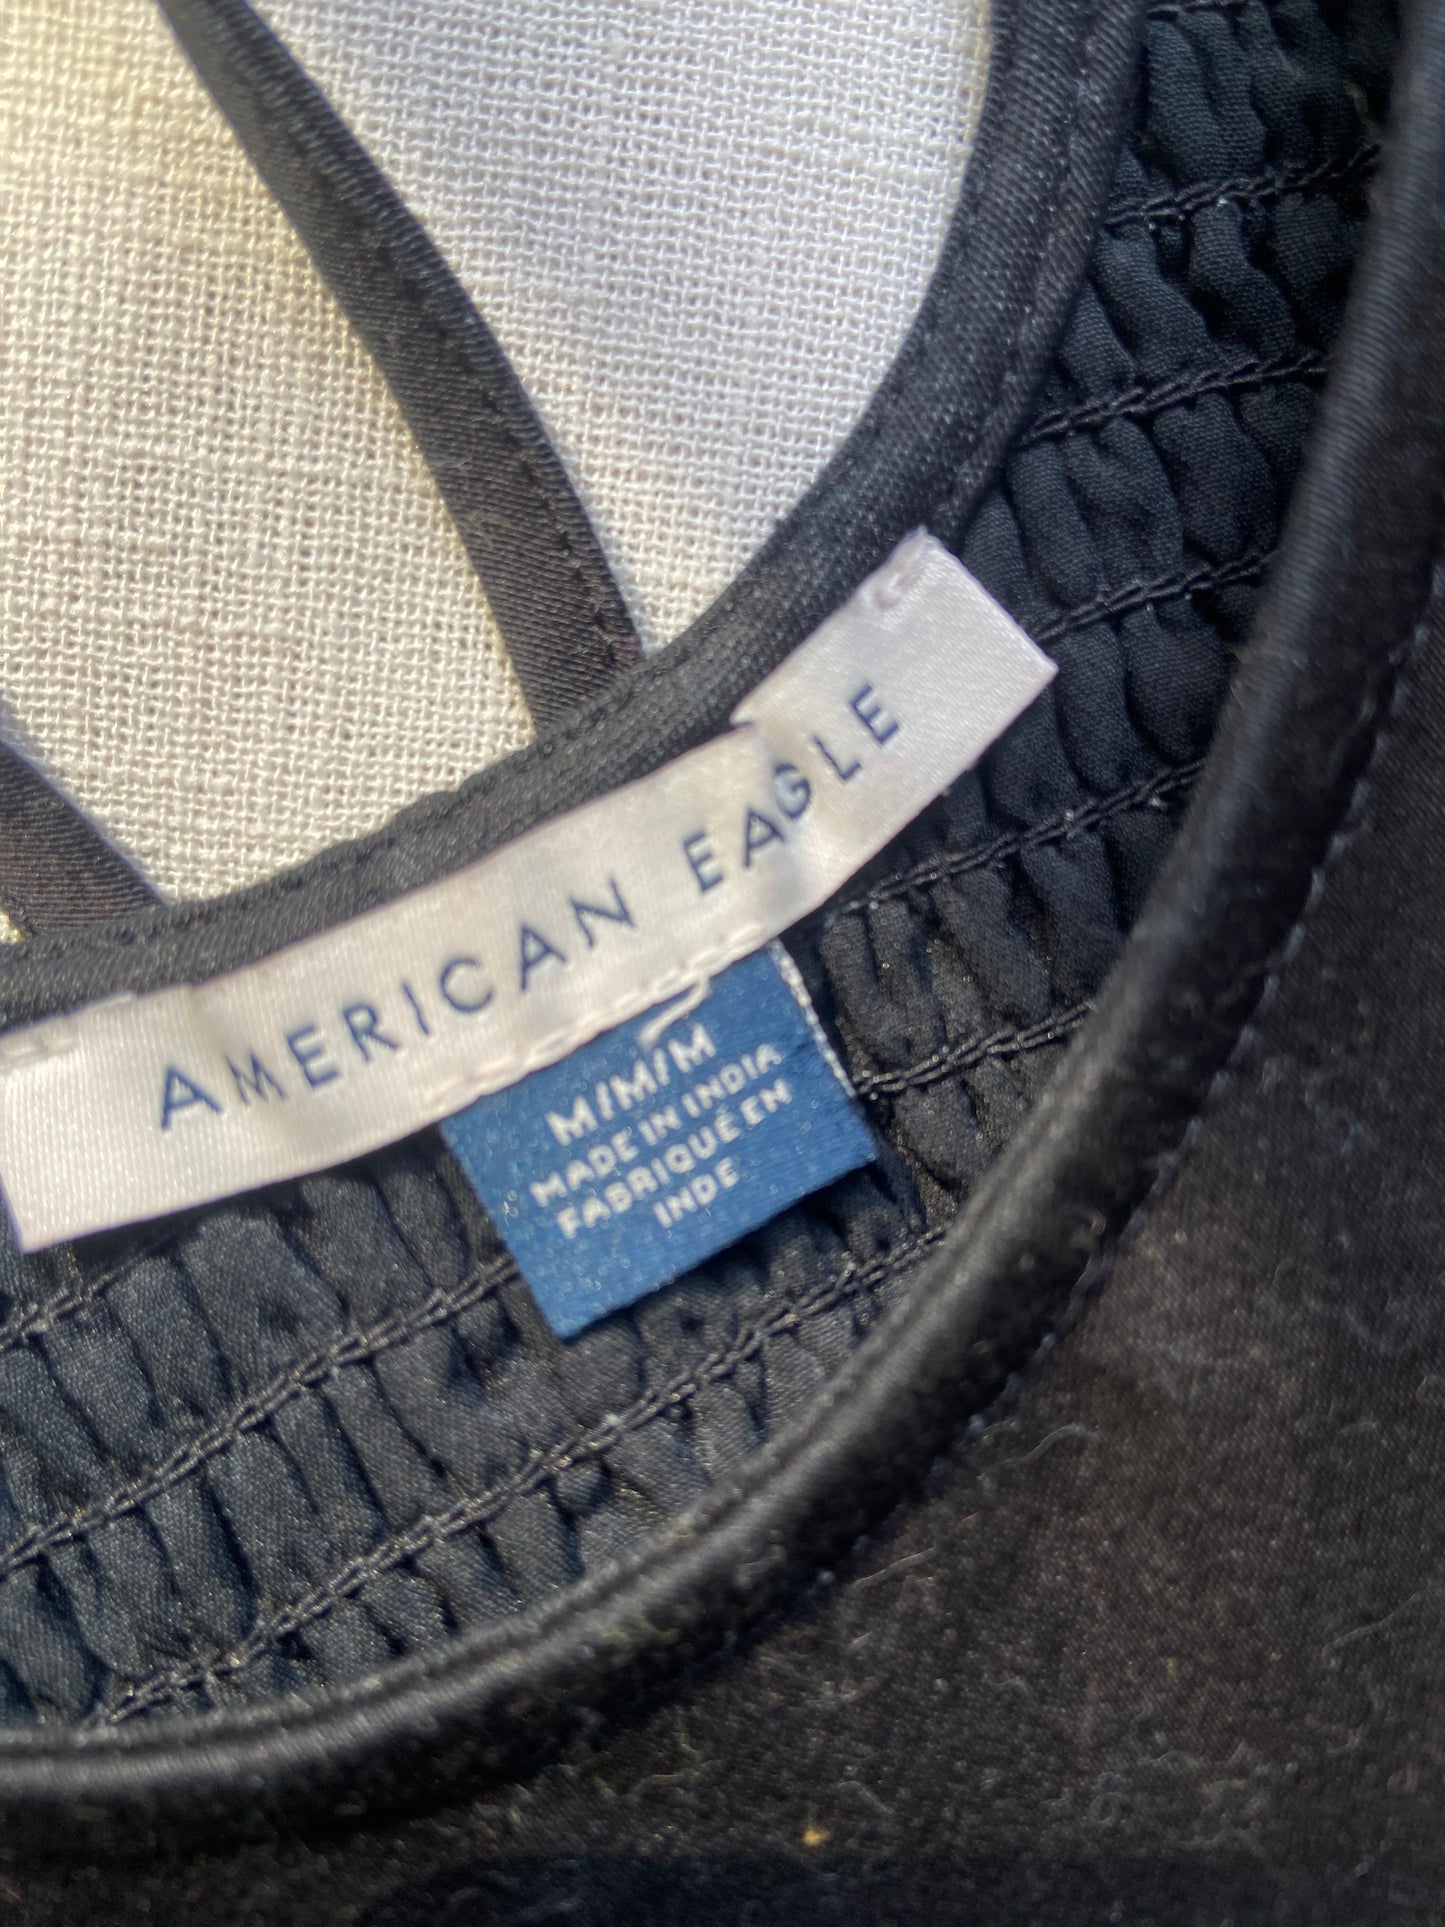 AMERICAN EAGLE
M/M/M
MADE IN INDIA
FABRIQUÉ EN
INDE